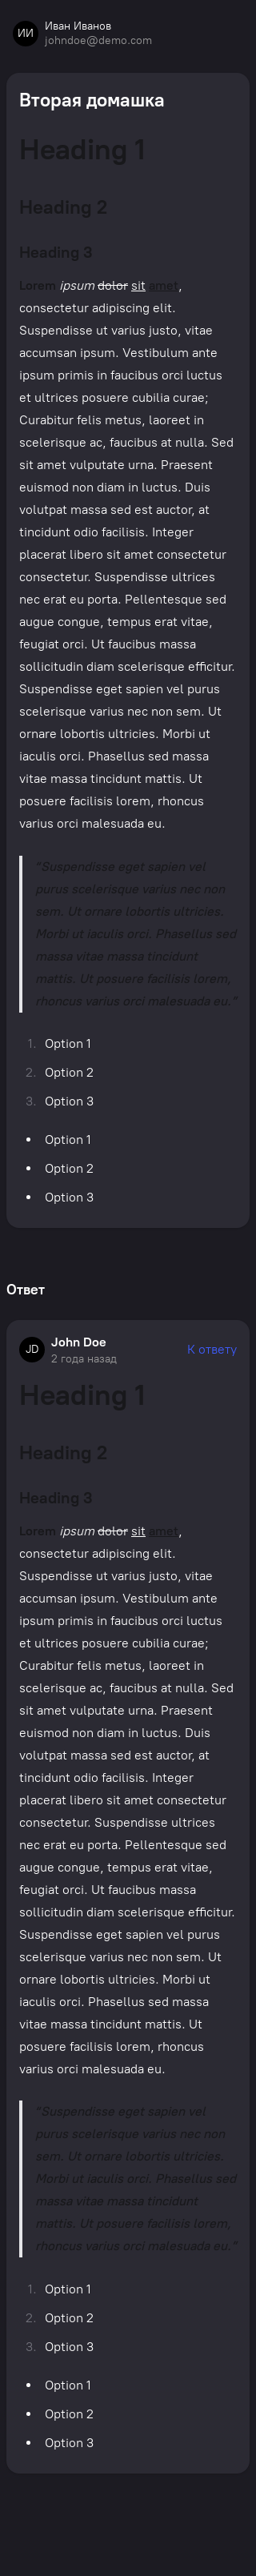 ИИ
Иван Иванов
johndoe@demo.com
Вторая домашка
Heading 1
Heading 2
Heading 3
Lorem ipsum dolor sit amet,
consectetur adipiscing elit.
Suspendisse ut varius justo, vitae
accumsan ipsum. Vestibulum ante
ipsum primis in faucibus orci luctus
et ultrices posuere cubilia curae;
Curabitur felis metus, laoreet in
scelerisque ac, faucibus at nulla. Sed
sit amet vulputate urna. Praesent
euismod non diam in luctus. Duis
volutpat massa sed est auctor, at
tincidunt odio facilisis. Integer
placerat libero sit amet consectetur
consectetur. Suspendisse ultrices
nec erat eu porta. Pellentesque sed
augue congue, tempus erat vitae,
feugiat orci. Ut faucibus massa
sollicitudin diam scelerisque efficitur.
Suspendisse eget sapien vel purus
scelerisque varius nec non sem. Ut
ornare lobortis ultricies. Morbi ut
iaculis orci. Phasellus sed massa
vitae massa tincidunt mattis. Ut
posuere facilisis lorem, rhoncus
varius orci malesuada eu.
“Suspendisse eget sapien vel
purus scelerisque varius nec non
sem. Ut ornare lobortis ultricies.
Morbi ut iaculis orci. Phasellus sed
massa vitae massa tincidunt
mattis. Ut posuere facilisis lorem,
rhoncus varius orci malesuada eu.”
1. Option 1
2. Option 2
3. Option 3
• Option 1
• Option 2
• Option 3
Ответ
JD
John Doe
2 года назад
К ответу
Heading 1
Heading 2
Heading 3
Lorem ipsum dolor sit amet,
consectetur adipiscing elit.
Suspendisse ut varius justo, vitae
accumsan ipsum. Vestibulum ante
ipsum primis in faucibus orci luctus
et ultrices posuere cubilia curae;
Curabitur felis metus, laoreet in
scelerisque ac, faucibus at nulla. Sed
sit amet vulputate urna. Praesent
euismod non diam in luctus. Duis
volutpat massa sed est auctor, at
tincidunt odio facilisis. Integer
placerat libero sit amet consectetur
consectetur. Suspendisse ultrices
nec erat eu porta. Pellentesque sed
augue congue, tempus erat vitae,
feugiat orci. Ut faucibus massa
sollicitudin diam scelerisque efficitur.
Suspendisse eget sapien vel purus
scelerisque varius nec non sem. Ut
ornare lobortis ultricies. Morbi ut
iaculis orci. Phasellus sed massa
vitae massa tincidunt mattis. Ut
posuere facilisis lorem, rhoncus
varius orci malesuada eu.
“Suspendisse eget sapien vel
purus scelerisque varius nec non
sem. Ut ornare lobortis ultricies.
Morbi ut iaculis orci. Phasellus sed
massa vitae massa tincidunt
mattis. Ut posuere facilisis lorem,
rhoncus varius orci malesuada eu.”
1. Option 1
2. Option 2
3. Option 3
• Option 1
• Option 2
• Option 3